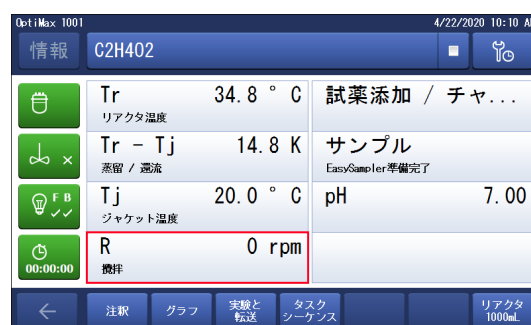 OptiMax 1001
4/22/2020 10:10 A
情報
C2H4O2
Tr
34.8 ° C
リアクタ温度
試薬添加 / チャ...
Tr - Tj
14.8 K
蒸留 / 還流
サンプル
EasySampler準備完了
F B
Tj
20.0 ° C
ジャケット温度
pH
7.00
00:00:00
R
0 rpm
攪拌
注釈
グラフ
実験と
転送
タスク
シーケンス
リアクタ
1000mL